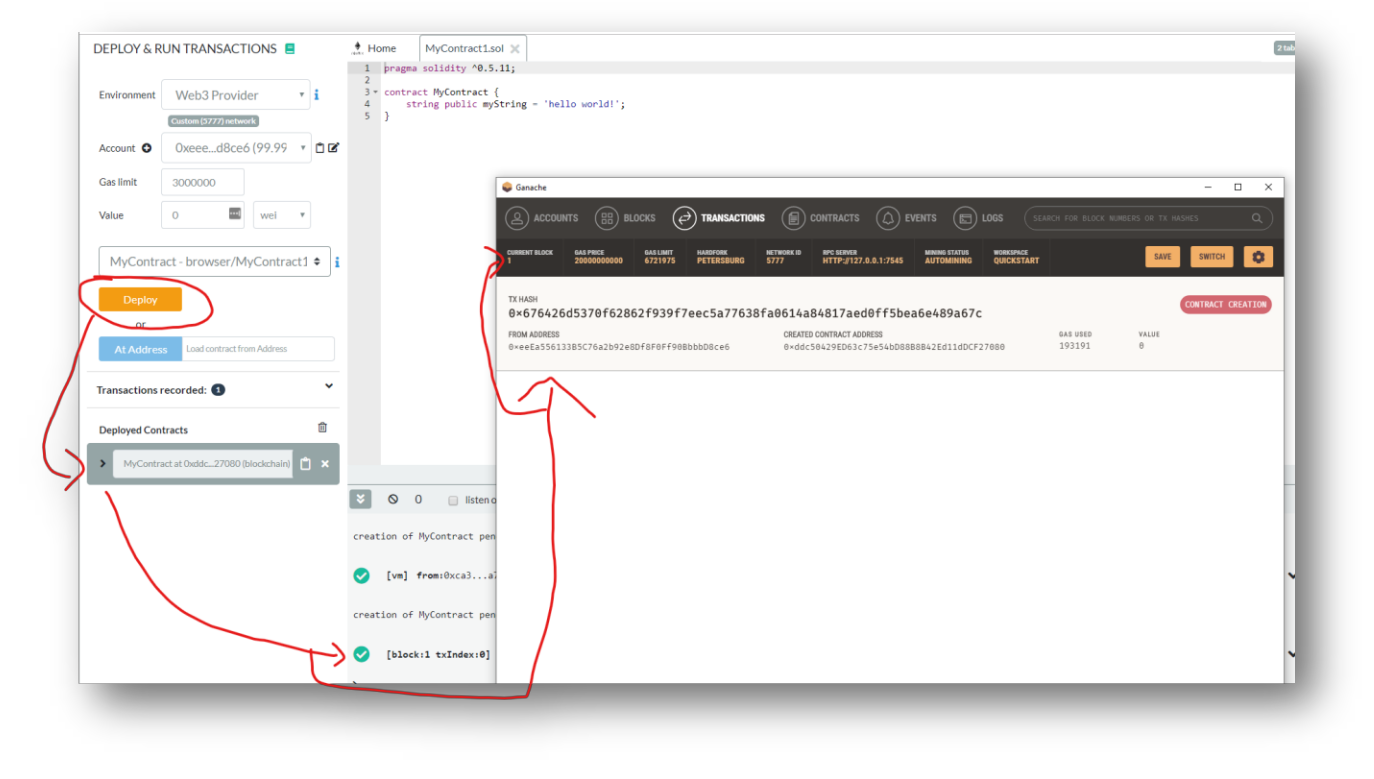 DEPLOY & RUN TRANSACTIONS
Environment Web3 Provider i
Custom (5777) network
Account 0xeee...d8ce6 (99.99
Gas limit 3000000
Value 0 wei
MyContract - browser/MyContract1 i
Deploy
or
At Address Load contract from Address
Transactions recorded: 1
Deployed Contracts
MyContract at 0xddc...27080 (blockchain)
Home MyContract1.sol
2 tab
1 pragma solidity ^0.5.11;
2
3 contract MyContract {
4 string public myString = 'hello world!';
5 }
0 listen o
creation of MyContract pen
[vm] from:0xca3...a
creation of MyContract pen
[block:1 txIndex:0]
Ganache
ACCOUNTS BLOCKS TRANSACTIONS CONTRACTS EVENTS LOGS SEARCH FOR BLOCK NUMBERS OR TX HASHES
CURRENT BLOCK GAS PRICE GAS LIMIT HARDFORK NETWORK ID RPC SERVER MINING STATUS WORKSPACE
1 20000000000 6721975 PETERSBURG 5777 HTTP://127.0.0.1:7545 AUTOMINING QUICKSTART
SAVE SWITCH
TX HASH
0×676426d5370f62862f939f7eec5a77638fa0614a84817aed0ff5bea6e489a67c
CONTRACT CREATION
FROM ADDRESS CREATED CONTRACT ADDRESS GAS USED VALUE
0×eeEa556133B5C76a2b92e8Df8F0Ff90BbbbD8ce6 0×ddc50429ED63c75e54bD88B8B42Ed11dDCF27080 193191 0